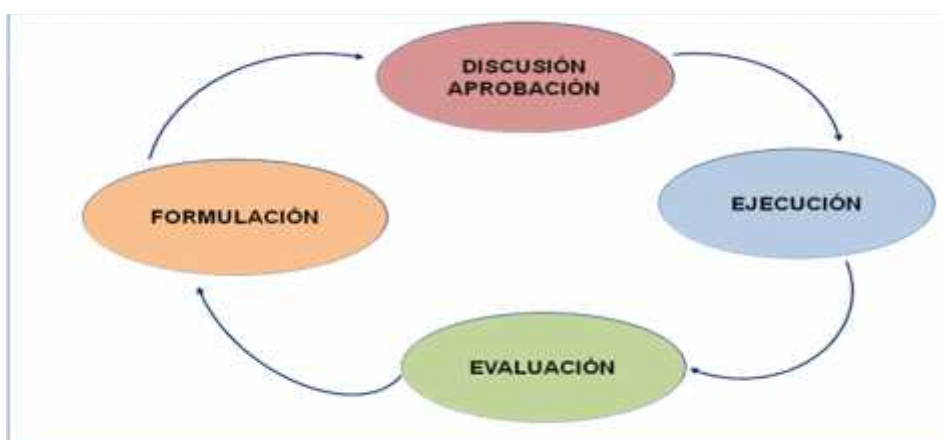 DISCUSIÓN
APROBACIÓN
FORMULACIÓN
EJECUCIÓN
EVALUACIÓN